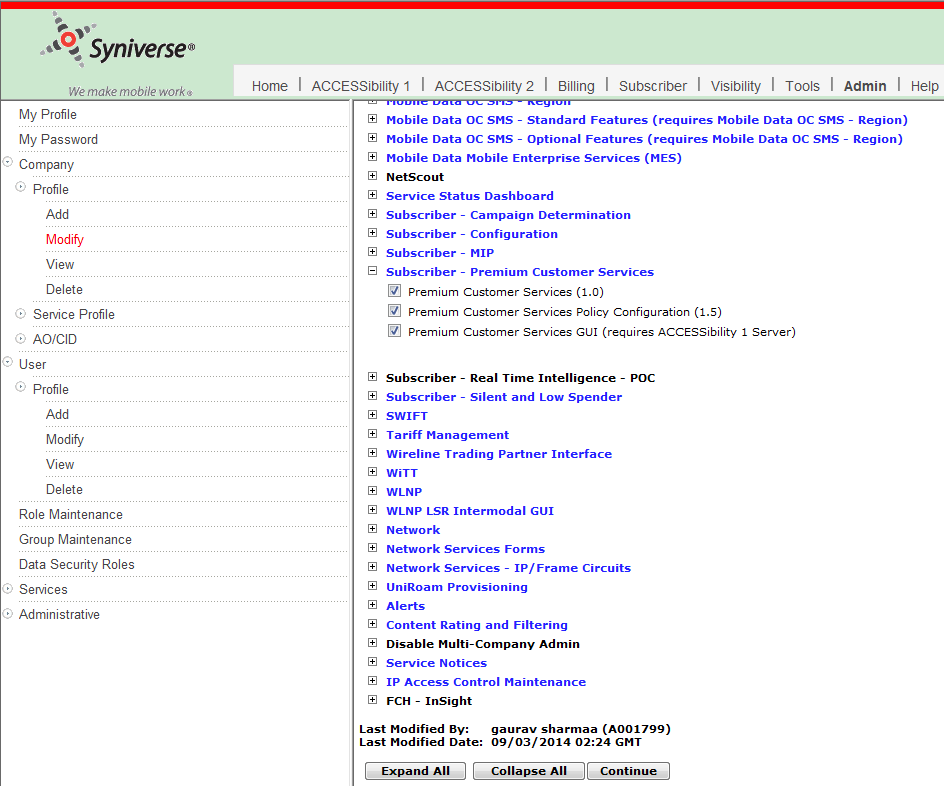 Syniverse®
We make mobile work®
Home | ACCESSibility 1 | ACCESSibility 2 | Billing | Subscriber | Visibility | Tools | Admin | Help
My Profile
My Password
Company
Profile
Add
Modify
View
Delete
Service Profile
AO/CID
User
Profile
Add
Modify
View
Delete
Role Maintenance
Group Maintenance
Data Security Roles
Services
Administrative
Mobile Data OC SMS - Region
Mobile Data OC SMS - Standard Features (requires Mobile Data OC SMS - Region)
Mobile Data OC SMS - Optional Features (requires Mobile Data OC SMS - Region)
Mobile Data Mobile Enterprise Services (MES)
NetScout
Service Status Dashboard
Subscriber - Campaign Determination
Subscriber - Configuration
Subscriber - MIP
Subscriber - Premium Customer Services
Premium Customer Services (1.0)
Premium Customer Services Policy Configuration (1.5)
Premium Customer Services GUI (requires ACCESSibility 1 Server)
Subscriber - Real Time Intelligence - POC
Subscriber - Silent and Low Spender
SWIFT
Tariff Management
Wireline Trading Partner Interface
WiTT
WLNP
WLNP LSR Intermodal GUI
Network
Network Services Forms
Network Services - IP/Frame Circuits
UniRoam Provisioning
Alerts
Content Rating and Filtering
Disable Multi-Company Admin
Service Notices
IP Access Control Maintenance
FCH - InSight
Last Modified By: gaurav sharmaa (A001799)
Last Modified Date: 09/03/2014 02:24 GMT
Expand All Collapse All Continue